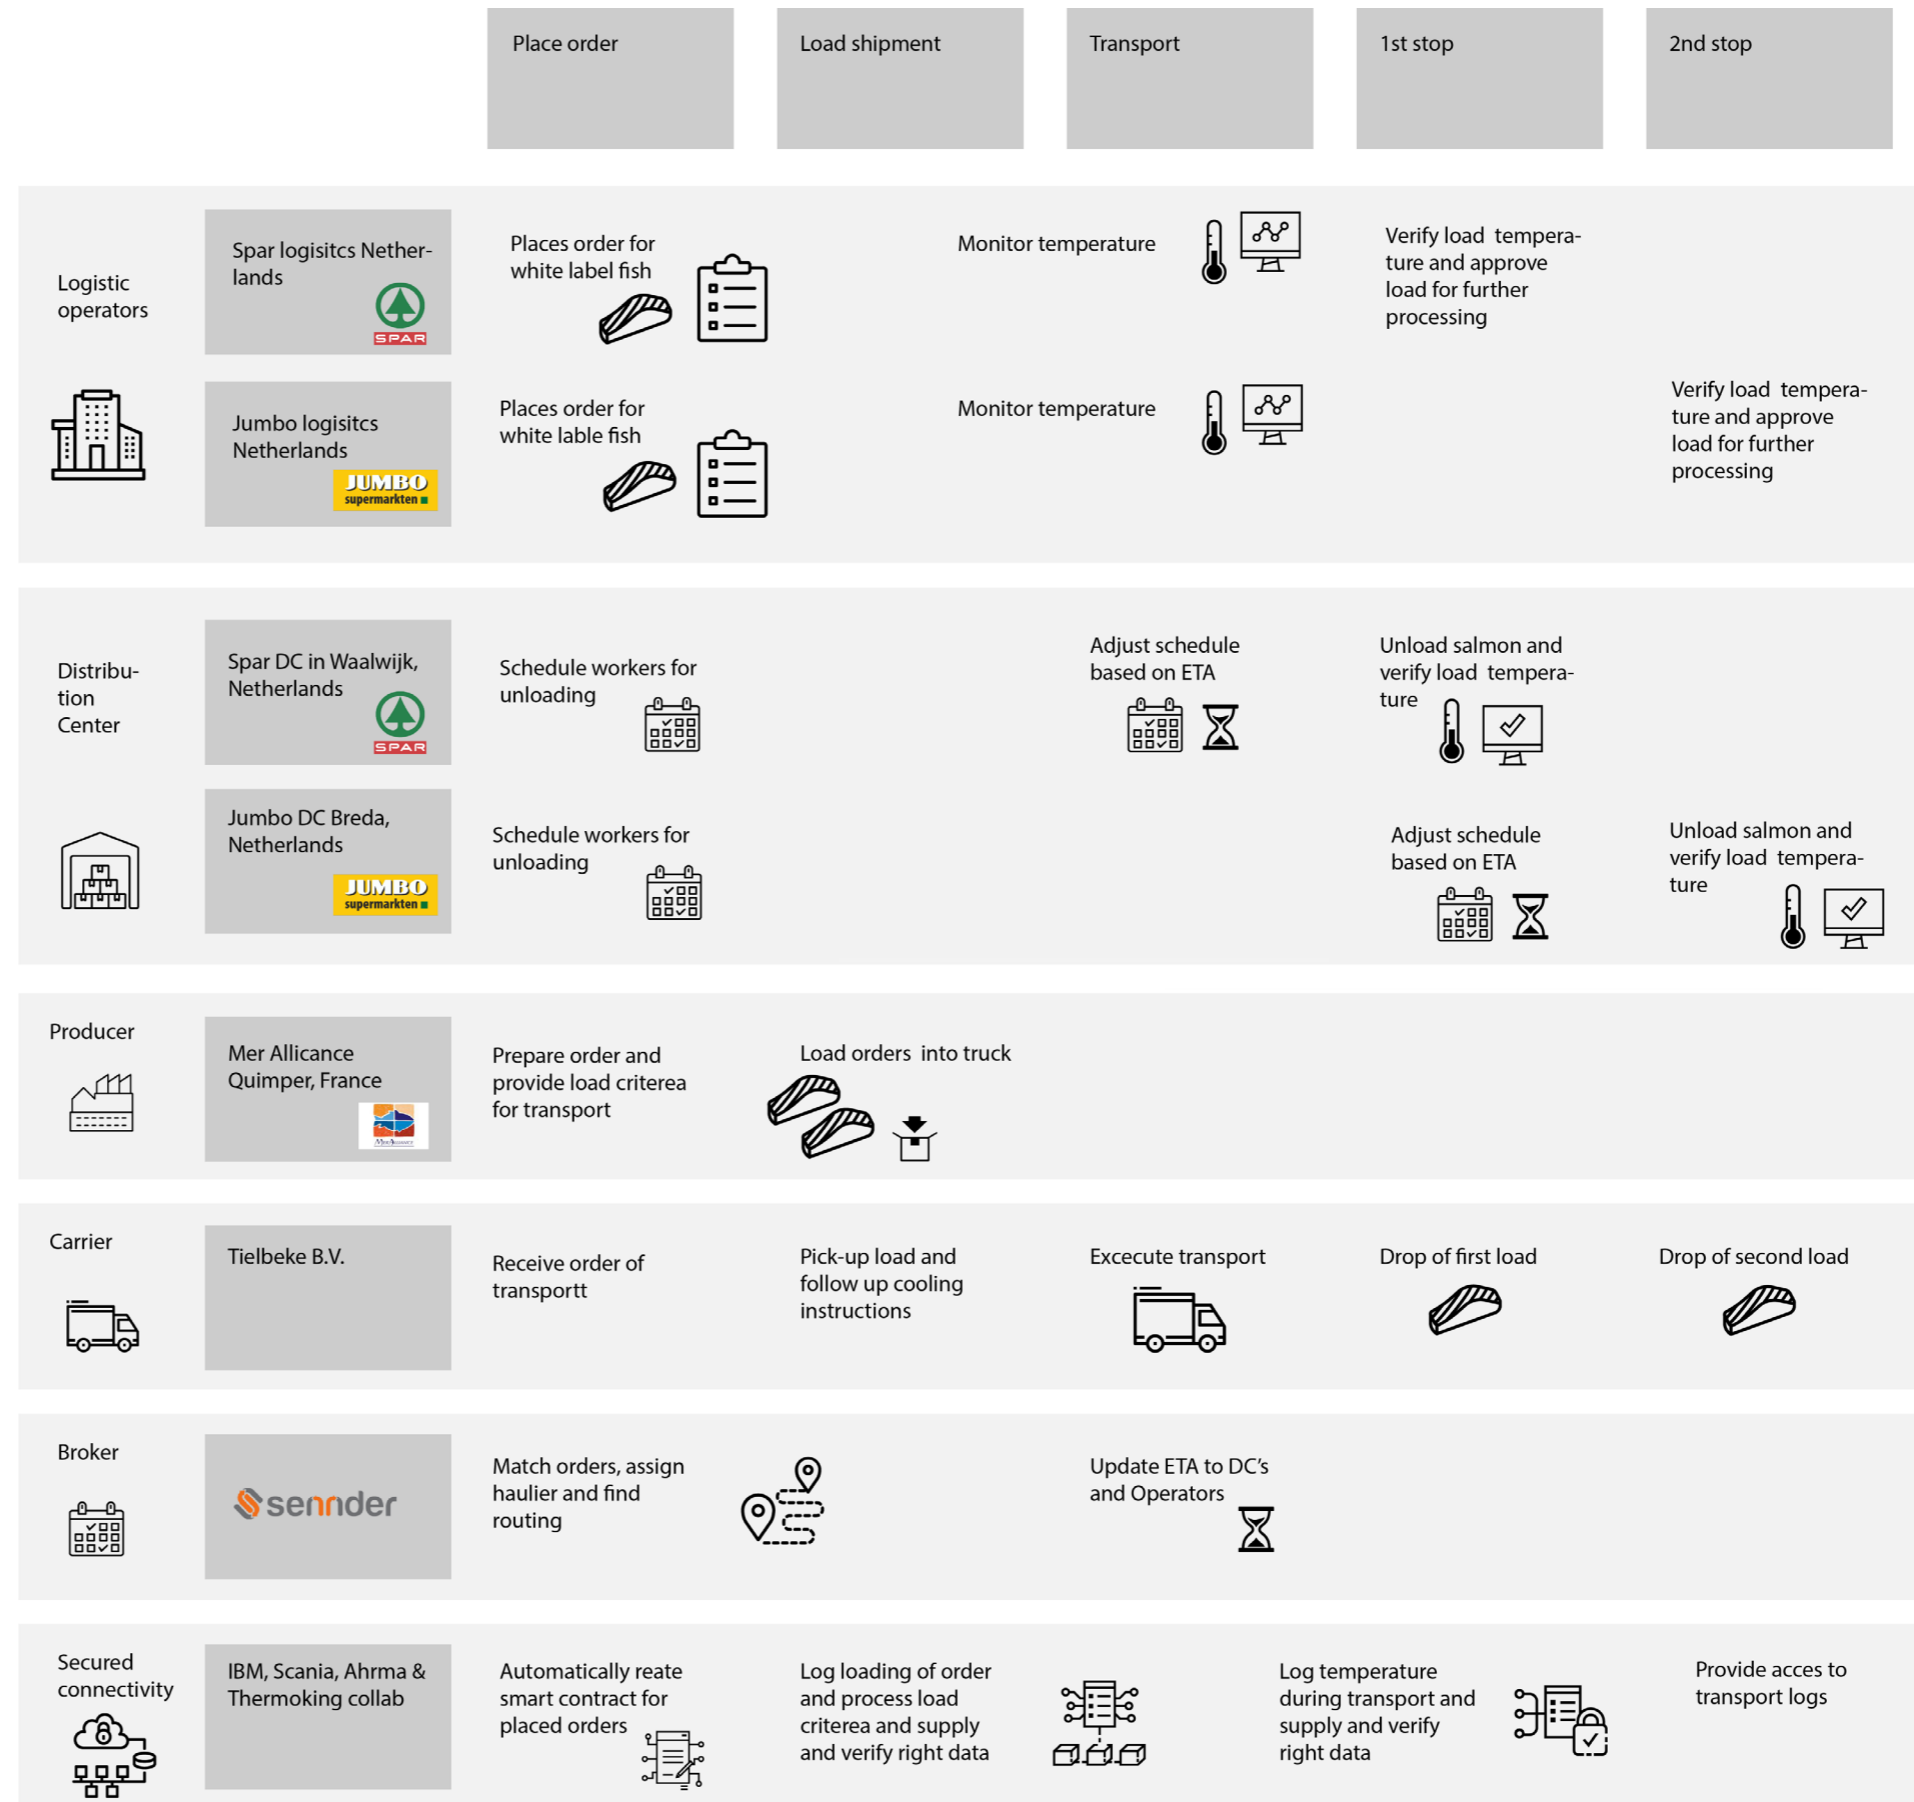 Place order
Load shipment
Transport
1st stop
2nd stop
Logistic
operators
Spar logisitcs Nether-
lands
SPAR
Places order for
white label fish
Monitor temperature
Verify load tempera-
ture and approve
load for further
processing
Jumbo logisitcs
Netherlands
JUMBO
supermarkten
Places order for
white lable fish
Monitor temperature
Verify load tempera-
ture and approve
load for further
processing
Distribu-
tion
Center
Spar DC in Waalwijk,
Netherlands
SPAR
Schedule workers for
unloading
Adjust schedule
based on ETA
Unload salmon and
verify load tempera-
ture
Jumbo DC Breda,
Netherlands
JUMBO
supermarkten
Schedule workers for
unloading
Adjust schedule
based on ETA
Unload salmon and
verify load tempera-
ture
Producer
Mer Allicance
Quimper, France
MerAlliance
Prepare order and
provide load criterea
for transport
Load orders into truck
Carrier
Tielbeke B.V.
Receive order of
transportt
Pick-up load and
follow up cooling
instructions
Excecute transport
Drop of first load
Drop of second load
Broker
sennder
Match orders, assign
haulier and find
routing
Update ETA to DC's
and Operators
Secured
connectivity
IBM, Scania, Ahrma &
Thermoking collab
Automatically reate
smart contract for
placed orders
Log loading of order
and process load
criterea and supply
and verify right data
Log temperature
during transport and
supply and verify
right data
Provide acces to
transport logs